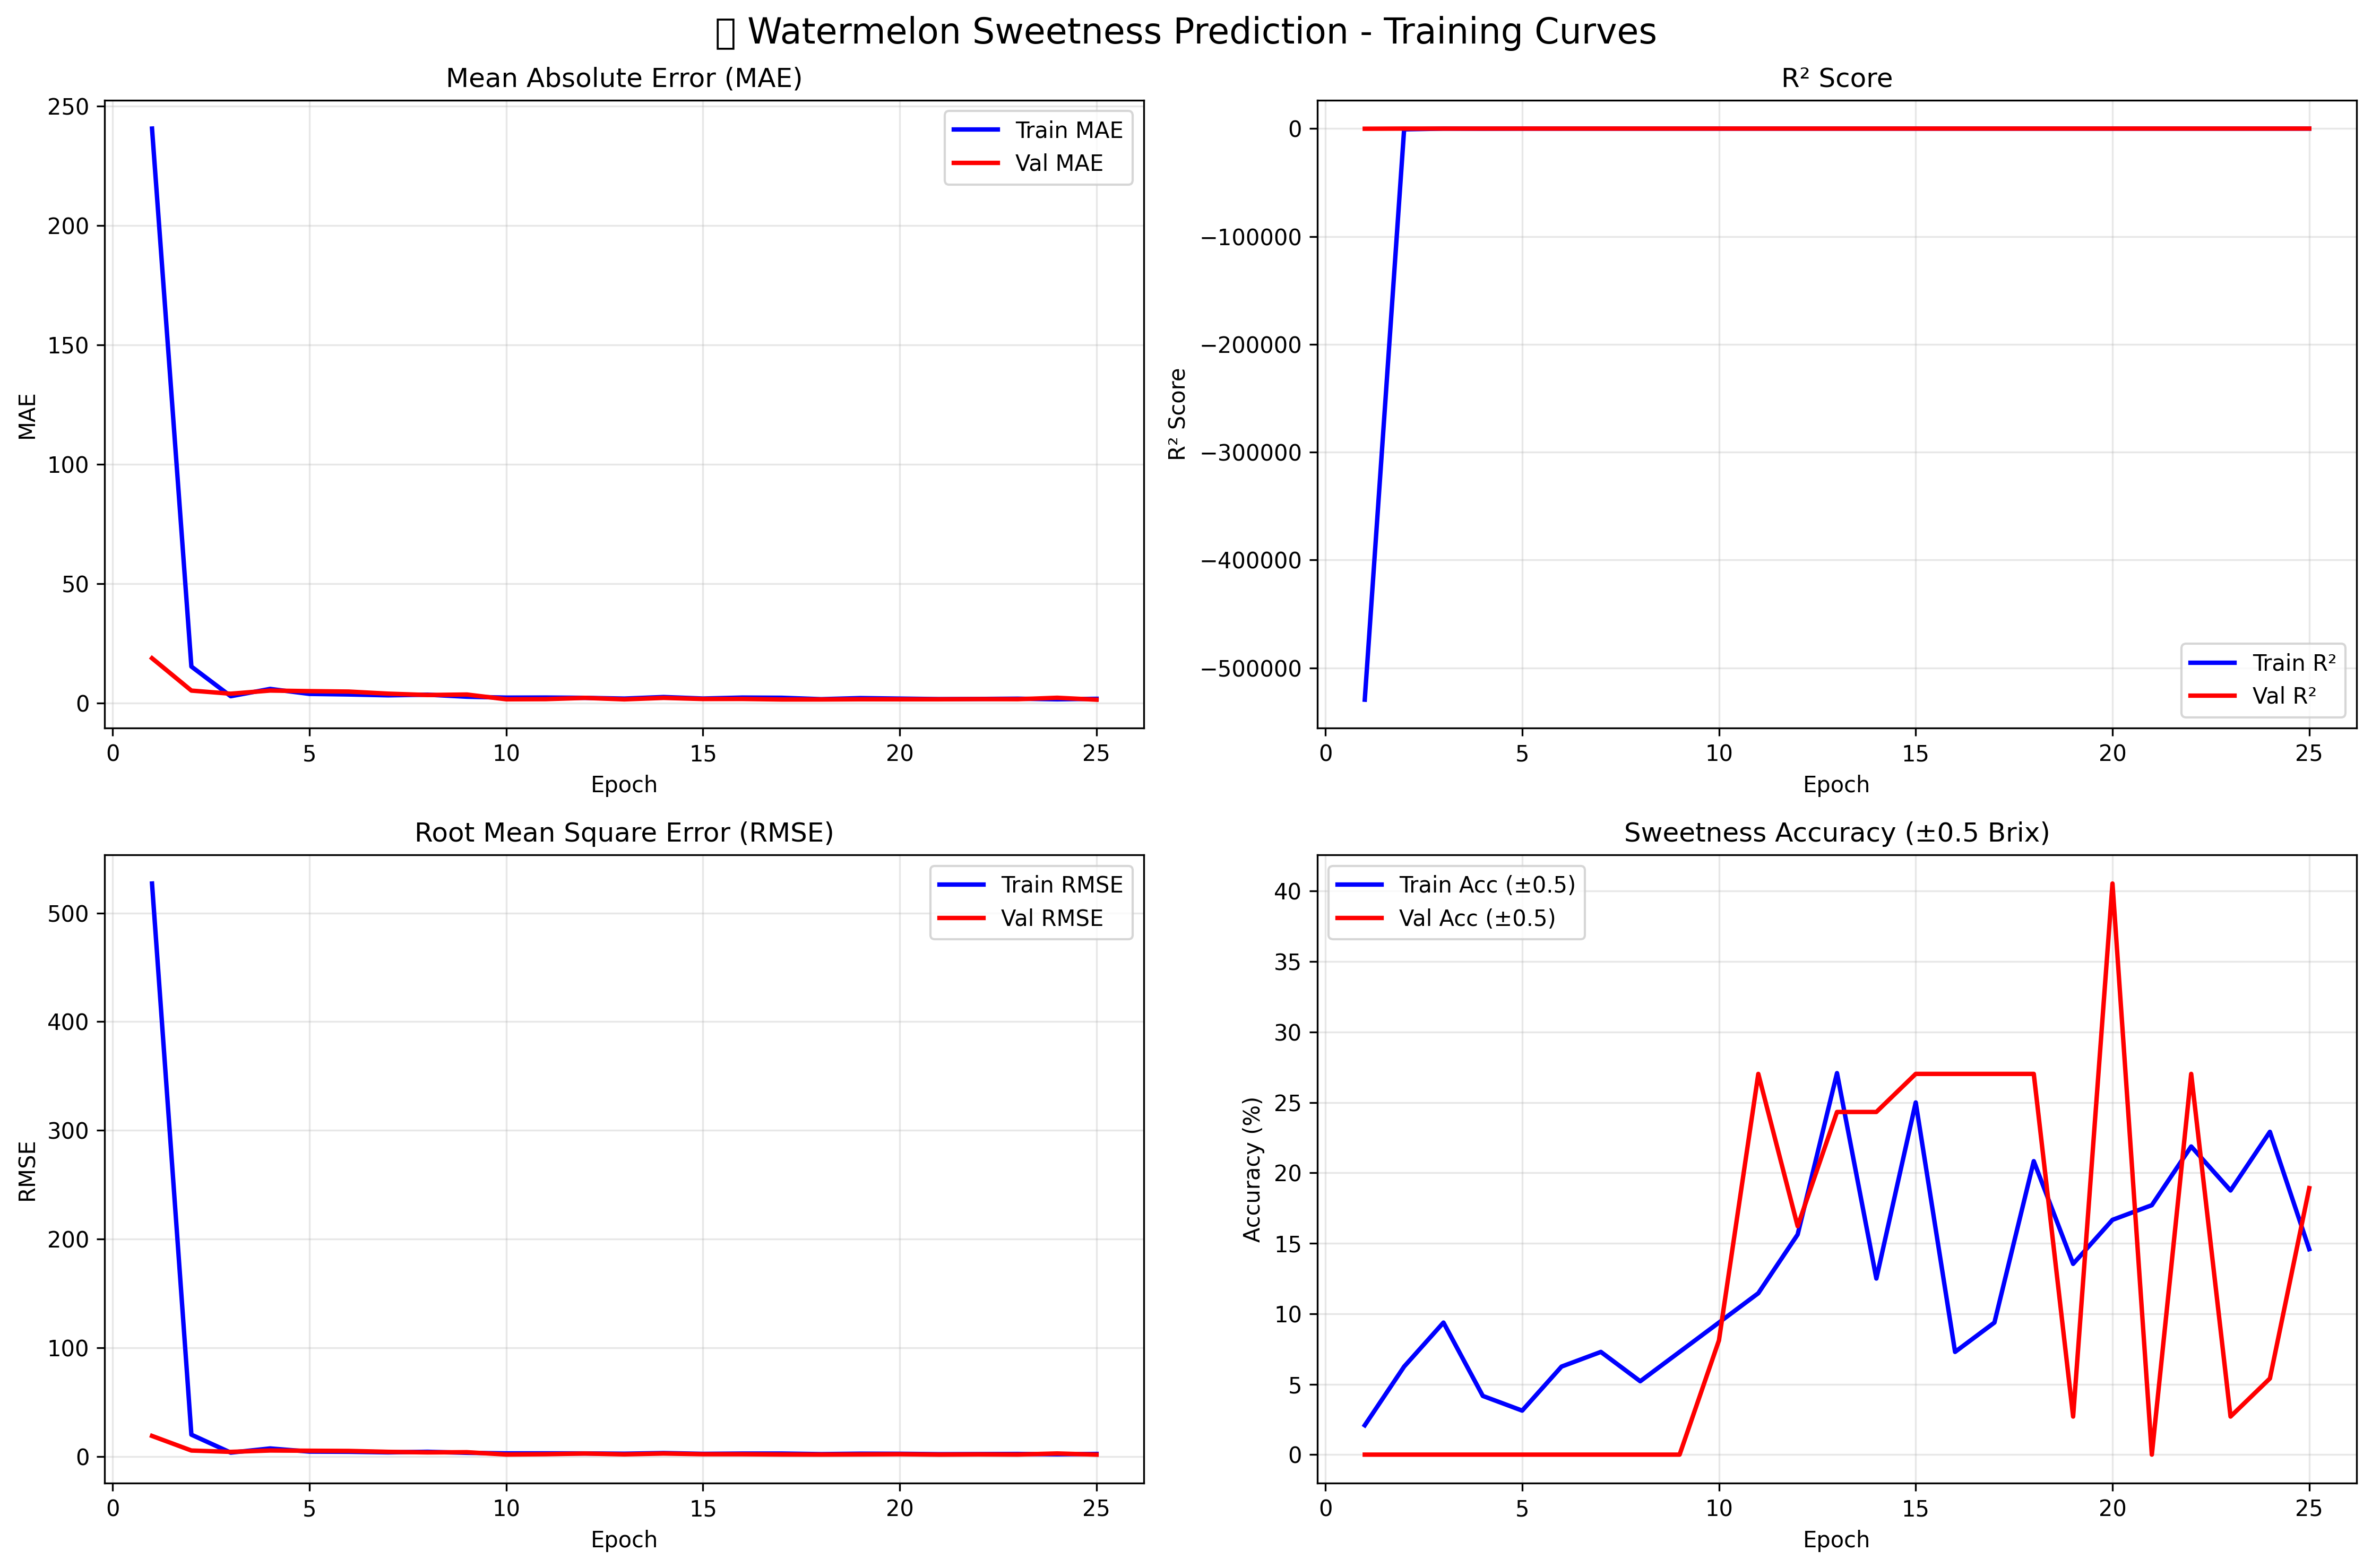 Watermelon Sweetness Prediction - Training Curves
Mean Absolute Error (MAE)
250
200
150
100
50
0
MAE
Train MAE
Val MAE
0 5 10 15 20 25
Epoch
R² Score
0
−100000
−200000
−300000
−400000
−500000
R² Score
Train R²
Val R²
0 5 10 15 20 25
Epoch
Root Mean Square Error (RMSE)
500
400
300
200
100
0
RMSE
Train RMSE
Val RMSE
0 5 10 15 20 25
Epoch
Sweetness Accuracy (±0.5 Brix)
40
35
30
25
20
15
10
5
0
Accuracy (%)
Train Acc (±0.5)
Val Acc (±0.5)
0 5 10 15 20 25
Epoch